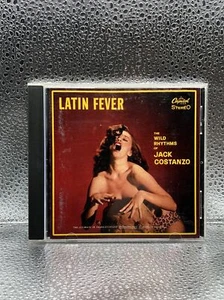 Capitol
STEREO
LATIN FEVER
THE
WILD
RHYTHMS
OF
JACK
COSTANZO